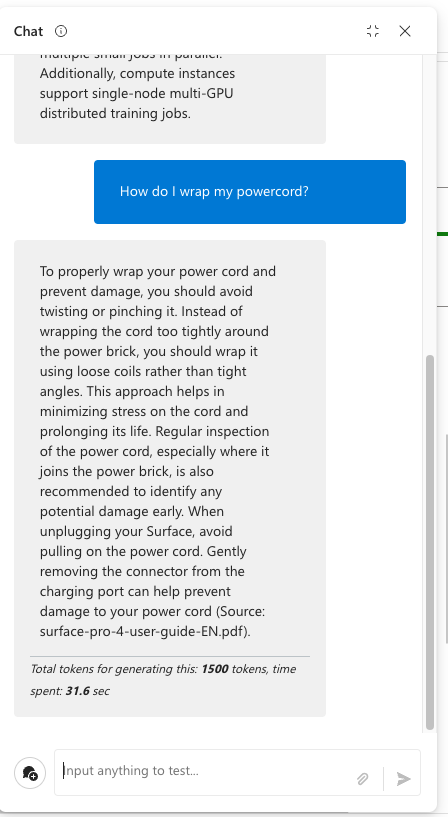 Chat
multiple small jobs in parallel.
Additionally, compute instances
support single-node multi-GPU
distributed training jobs.
How do I wrap my powercord?
To properly wrap your power cord and
prevent damage, you should avoid
twisting or pinching it. Instead of
wrapping the cord too tightly around
the power brick, you should wrap it
using loose coils rather than tight
angles. This approach helps in
minimizing stress on the cord and
prolonging its life. Regular inspection
of the power cord, especially where it
joins the power brick, is also
recommended to identify any
potential damage early. When
unplugging your Surface, avoid
pulling on the power cord. Gently
removing the connector from the
charging port can help prevent
damage to your power cord (Source:
surface-pro-4-user-guide-EN.pdf).
Total tokens for generating this: 1500 tokens, time
spent: 31.6 sec
Input anything to test...